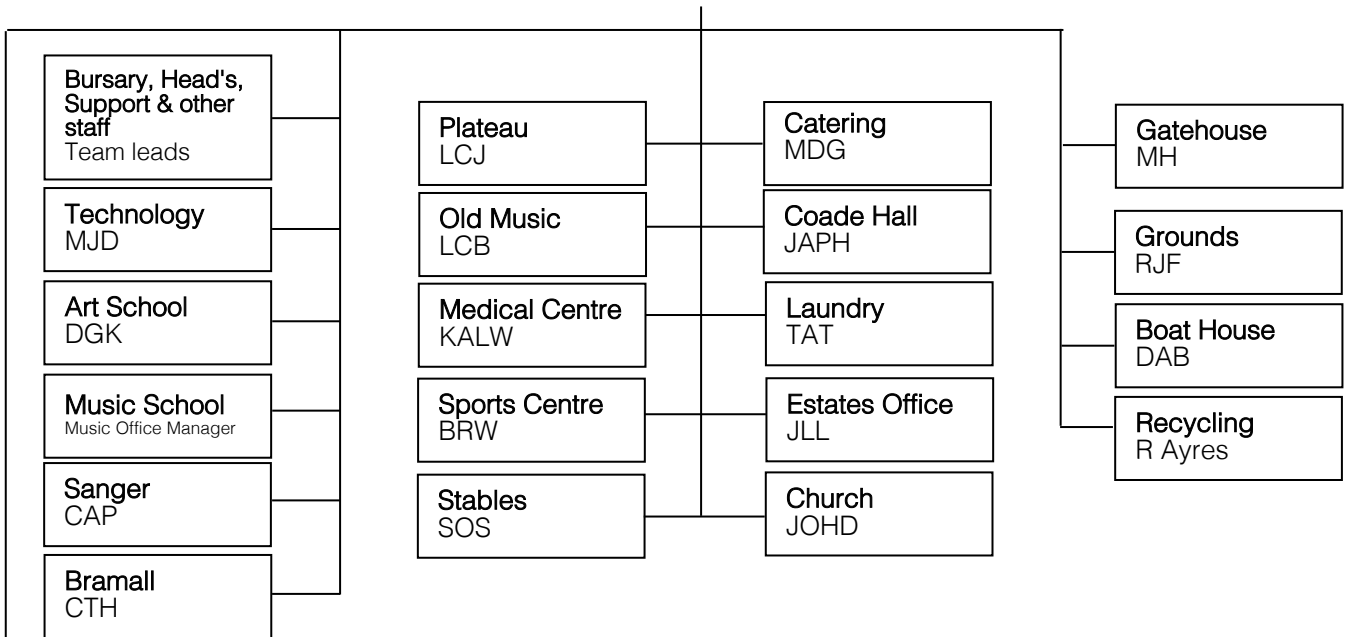 Bursary, Head's,
Support & other
staff
Team leads
Technology
MJD
Art School
DGK
Music School
Music Office Manager
Sanger
CAP
Bramall
CTH
Plateau
LCJ
Old Music
LCB
Medical Centre
KALW
Sports Centre
BRW
Stables
SOS
Catering
MDG
Coade Hall
JAPH
Laundry
TAT
Estates Office
JLL
Church
JOHD
Gatehouse
MH
Grounds
RJF
Boat House
DAB
Recycling
R Ayres